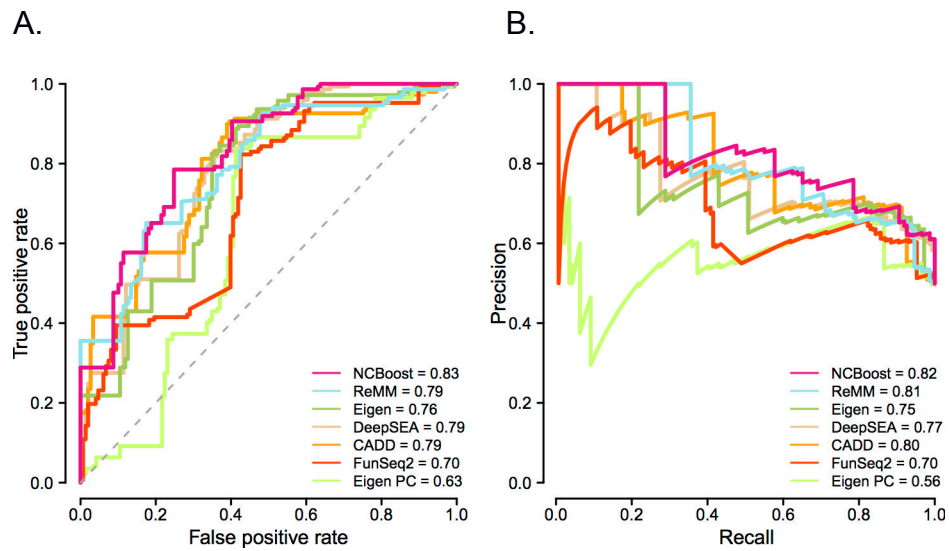 A.
True positive rate
1.0
0.8
0.6
0.4
0.2
0.0
NCBoost = 0.83
ReMM = 0.79
Eigen = 0.76
DeepSEA = 0.79
CADD = 0.79
FunSeq2 = 0.70
Eigen PC = 0.63
0.0 0.2 0.4 0.6 0.8 1.0
False positive rate
B.
Precision
1.0
0.8
0.6
0.4
0.2
0.0
NCBoost = 0.82
ReMM = 0.81
Eigen = 0.75
DeepSEA = 0.77
CADD = 0.80
FunSeq2 = 0.70
Eigen PC = 0.56
0.0 0.2 0.4 0.6 0.8 1.0
Recall